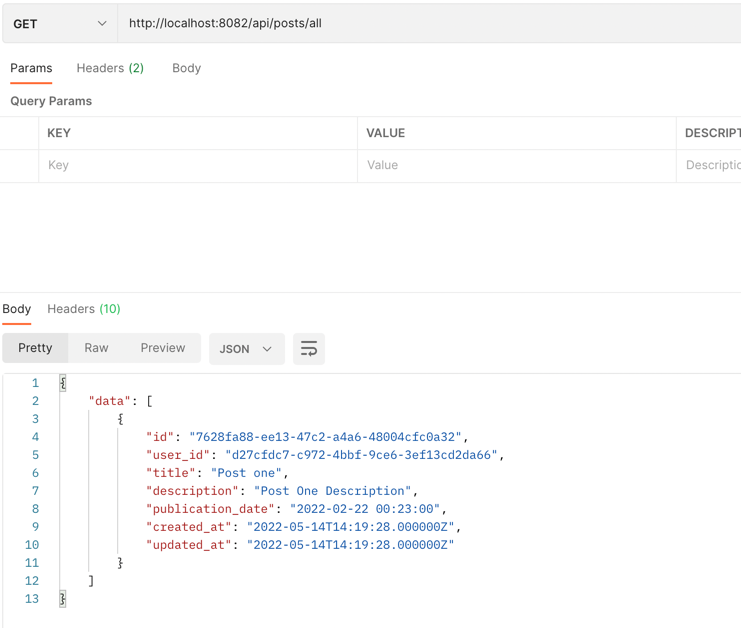 GET http://localhost:8082/api/posts/all
Params Headers (2) Body
Query Params
KEY VALUE DESCRIPT
Key Value Descriptio
Body Headers (10)
Pretty Raw Preview JSON
1 {
2 "data": [
3 {
4 "id": "7628fa88-ee13-47c2-a4a6-48004cfc0a32",
5 "user_id": "d27cfdc7-c972-4bbf-9ce6-3ef13cd2da66",
6 "title": "Post one",
7 "description": "Post One Description",
8 "publication_date": "2022-02-22 00:23:00",
9 "created_at": "2022-05-14T14:19:28.000000Z",
10 "updated_at": "2022-05-14T14:19:28.000000Z"
11 }
12 ]
13 }